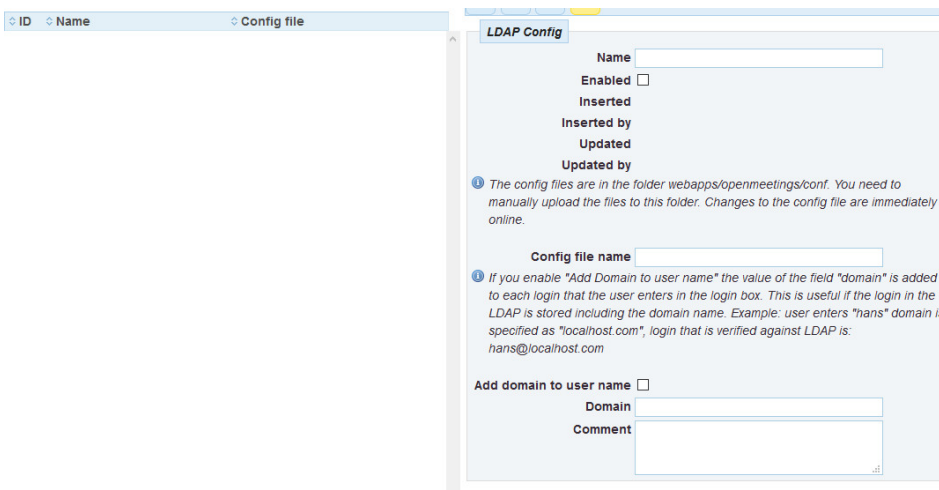 ID Name Config file
LDAP Config
Name
Enabled
Inserted
Inserted by
Updated
Updated by
The config files are in the folder webapps/openmeetings/conf. You need to
manually upload the files to this folder. Changes to the config file are immediately
online.
Config file name
If you enable "Add Domain to user name" the value of the field "domain" is added
to each login that the user enters in the login box. This is useful if the login in the
LDAP is stored including the domain name. Example: user enters "hans" domain
specified as "localhost.com", login that is verified against LDAP is:
hans@localhost.com
Add domain to user name
Domain
Comment